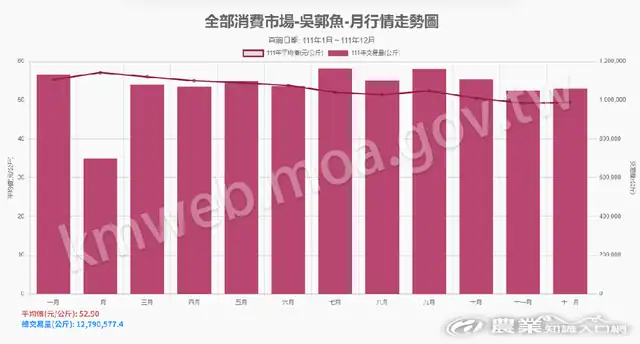 全部消費市場-吳郭魚-月行情走勢圖
查詢日期: 111年1月~111年12月
111年平均價(元/公斤) 111年交易量(公斤)
60 1,200,000
50 1,000,000
40 800,000
30 600,000
20 400,000
10 200,000
0 0
平均價(元/公斤)
交易量(公斤)
一月 二月 三月 四月 五月 六月 七月 八月 九月 十月 十一月 十二月
平均價(元/公斤): 52.90
總交易量(公斤): 12,790,577.4
kmweb.moa.gov.tw
農業知識入口網